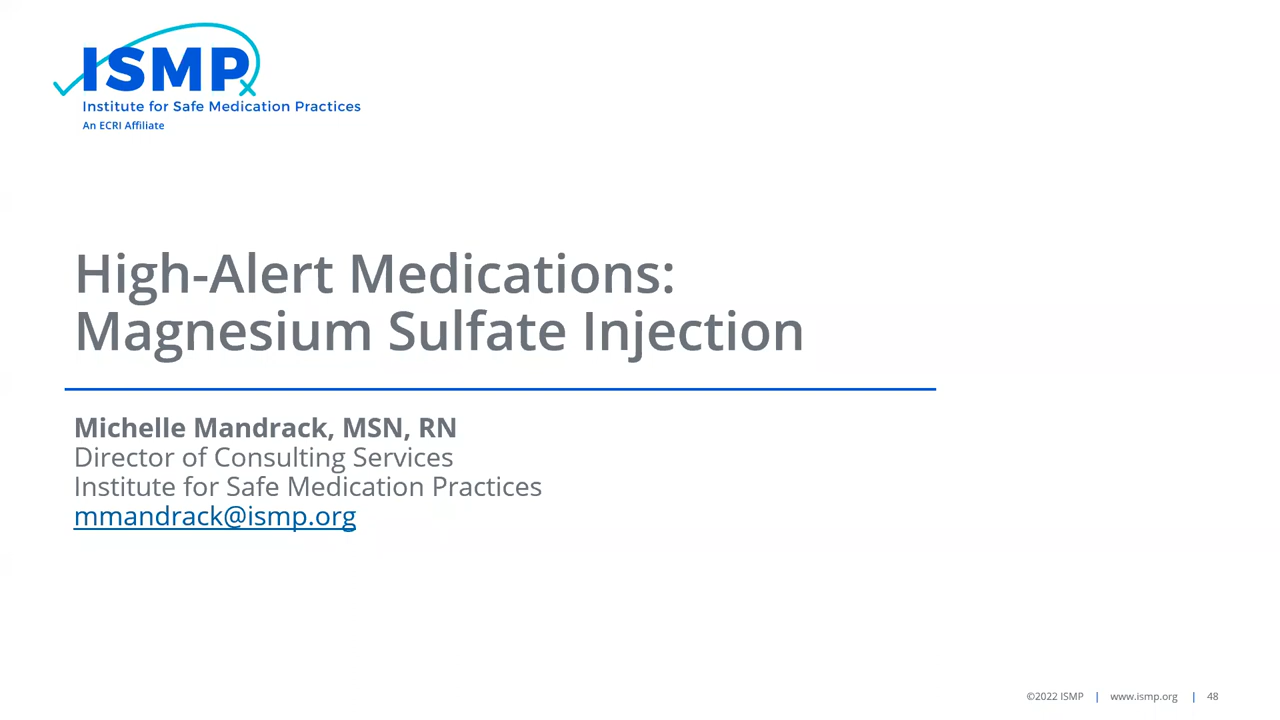 ISMP
Institute for Safe Medication Practices
An ECRI Affiliate
High-Alert Medications:
Magnesium Sulfate Injection
Michelle Mandrack, MSN, RN
Director of Consulting Services
Institute for Safe Medication Practices
mmandrack@ismp.org
©2022 ISMP | www.ismp.org | 48